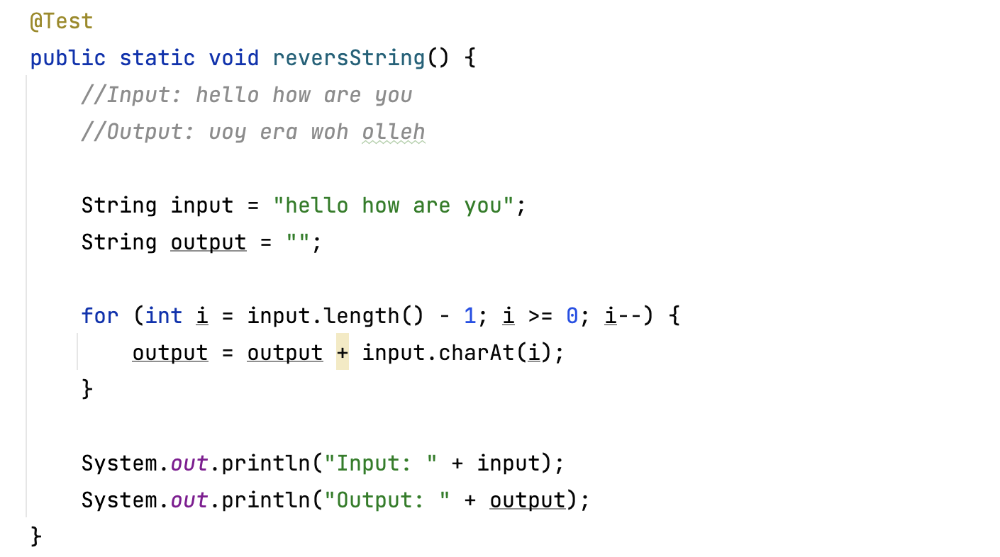 @Test
public static void reversString() {
//Input: hello how are you
//Output: uoy era woh olleh
String input = "hello how are you";
String output = "";
for (int i = input.length() - 1; i >= 0; i--) {
output = output + input.charAt(i);
}
System.out.println("Input: " + input);
System.out.println("Output: " + output);
}